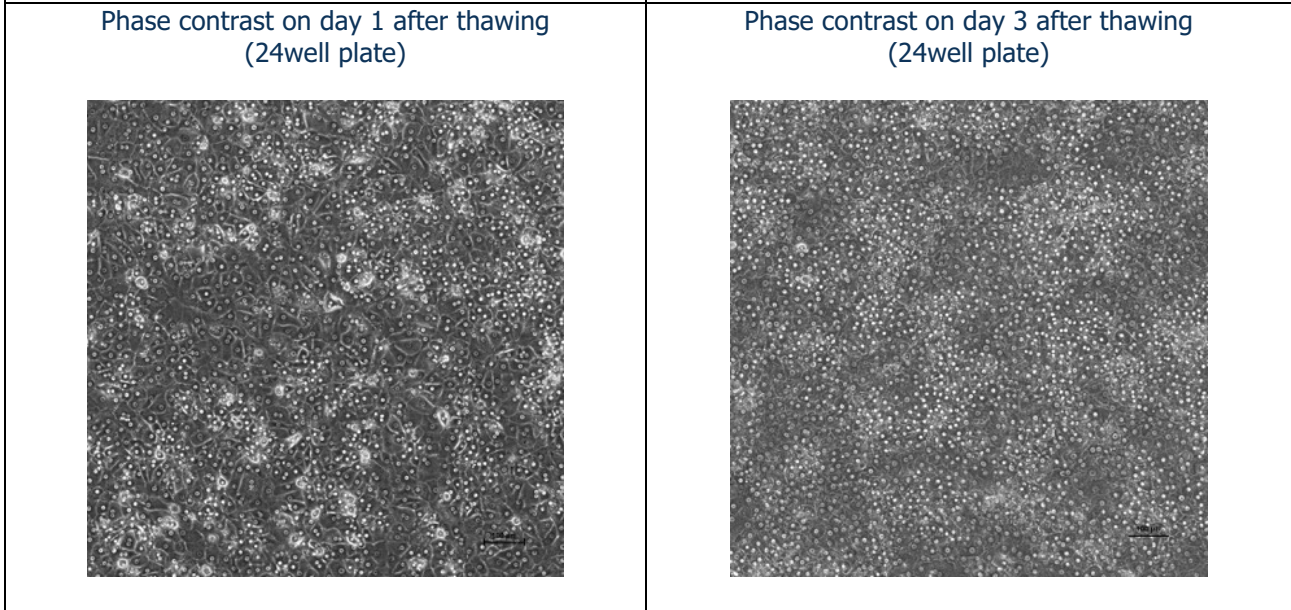 Phase contrast on day 1 after thawing
(24well plate)
Phase contrast on day 3 after thawing
(24well plate)